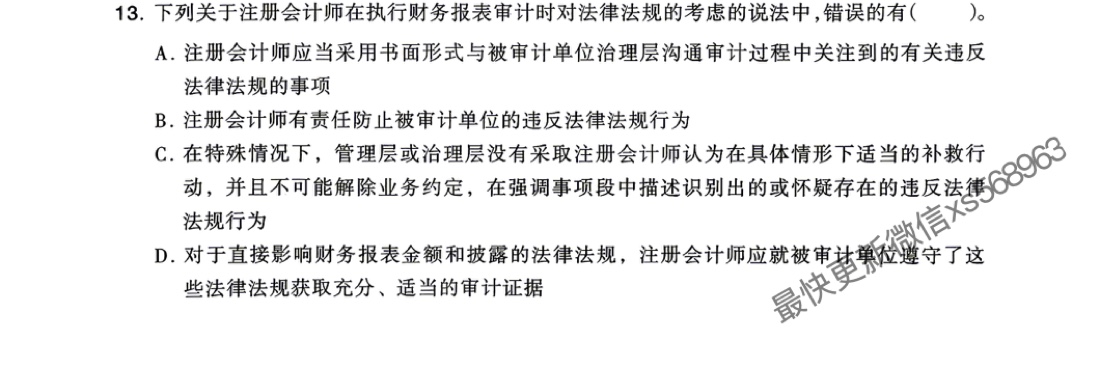 13. 下列关于注册会计师在执行财务报表审计时对法律法规的考虑的说法中,错误的有(　　)。
A. 注册会计师应当采用书面形式与被审计单位治理层沟通审计过程中关注到的有关违反
法律法规的事项
B. 注册会计师有责任防止被审计单位的违反法律法规行为
C. 在特殊情况下，管理层或治理层没有采取注册会计师认为在具体情形下适当的补救行
动，并且不可能解除业务约定，在强调事项段中描述识别出的或怀疑存在的违反法律
法规行为
D. 对于直接影响财务报表金额和披露的法律法规，注册会计师应就被审计单位遵守了这
些法律法规获取充分、适当的审计证据
最快更新微信xs568963